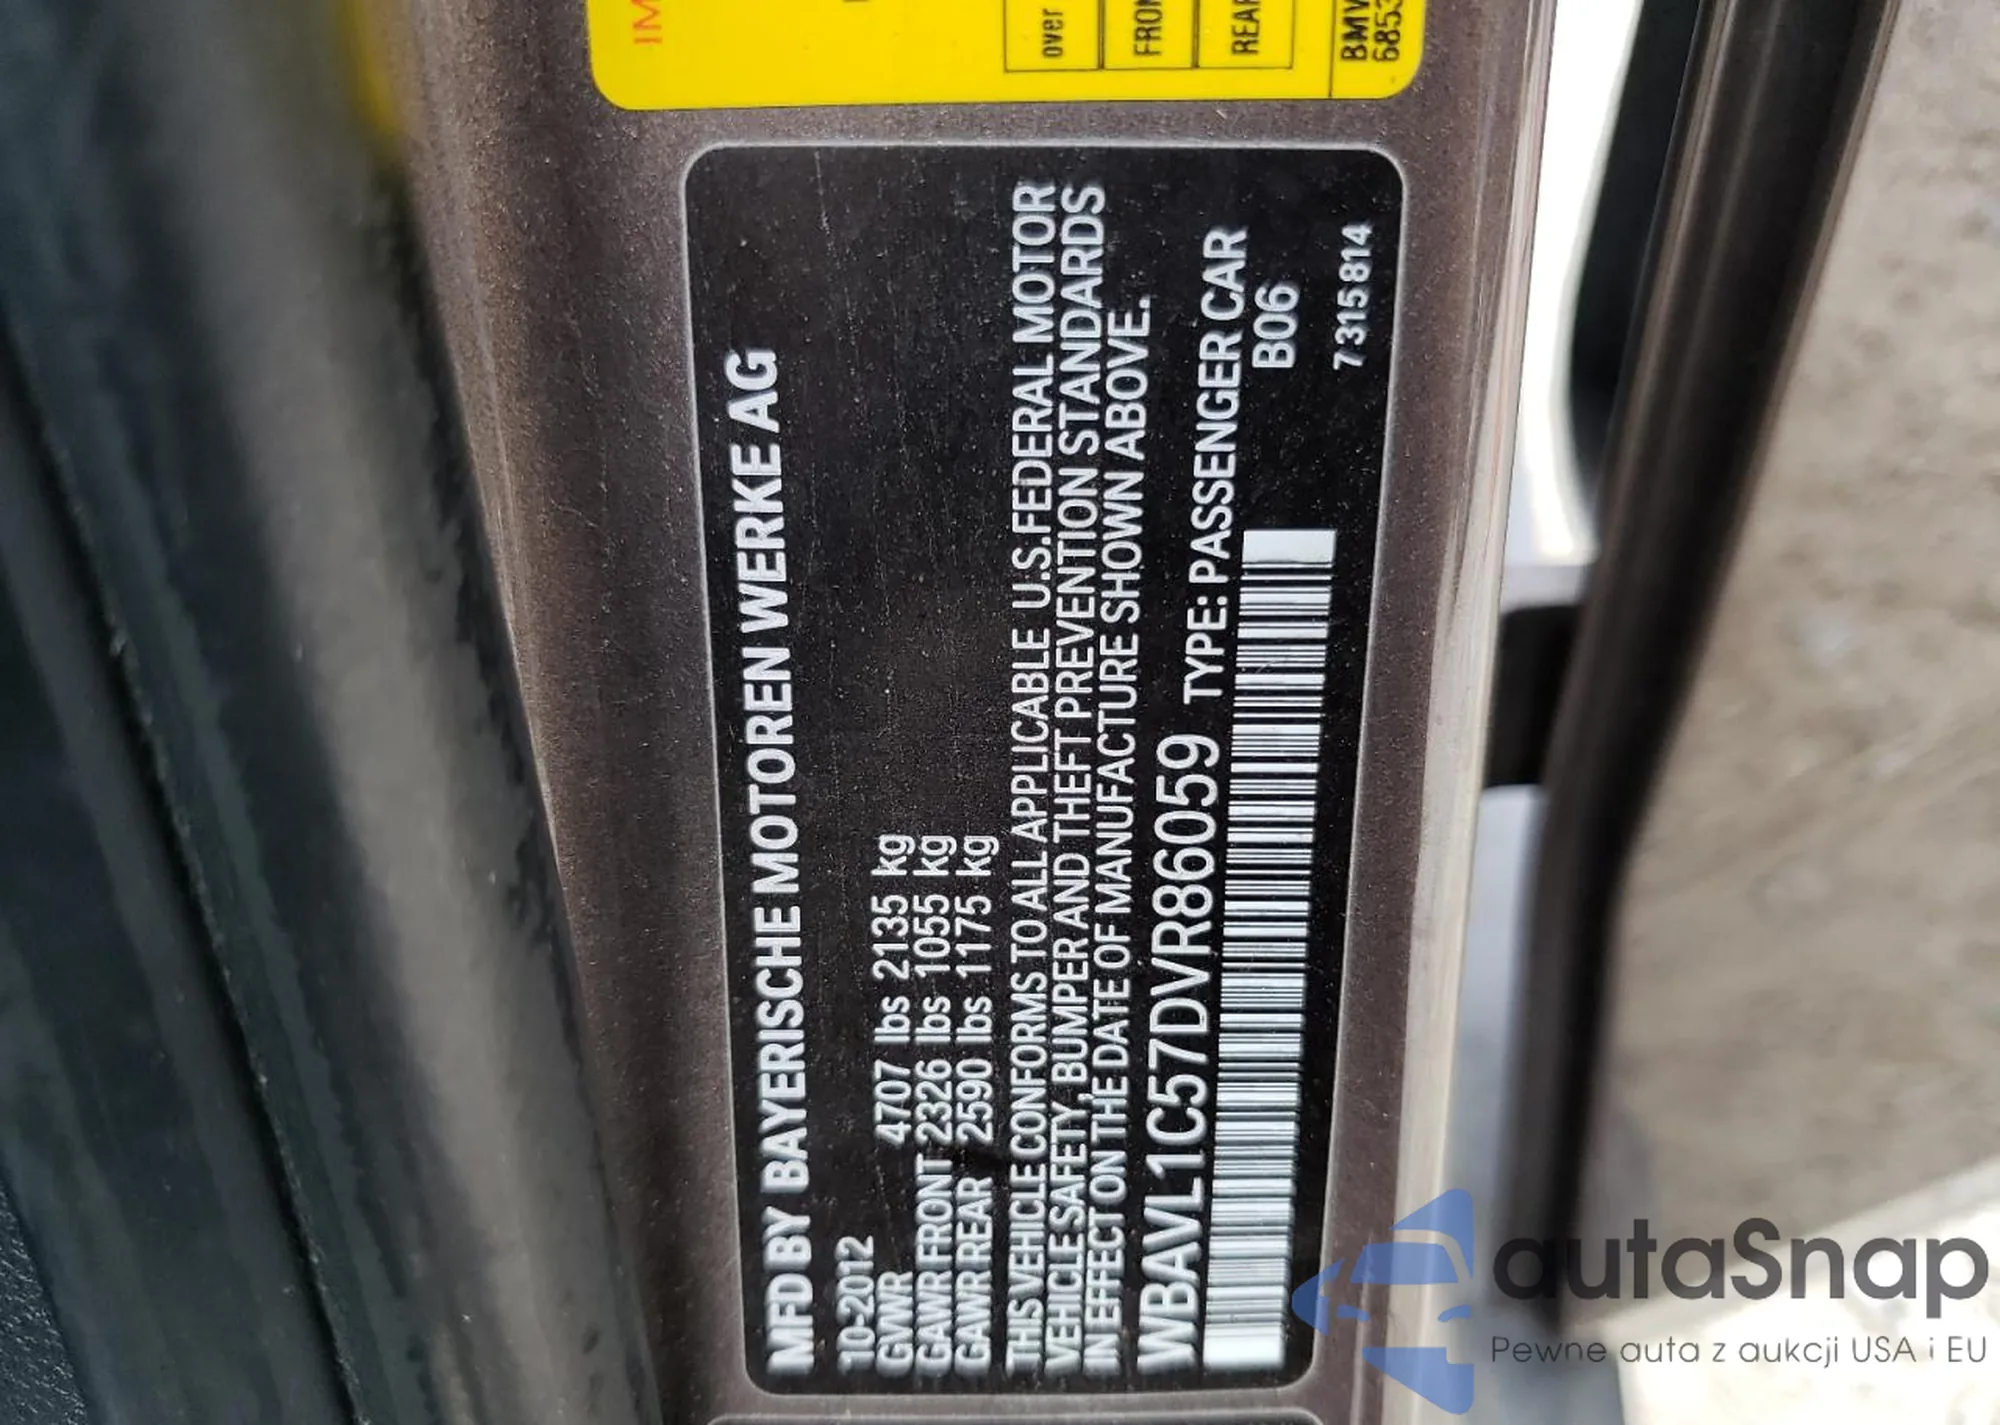 IM
over
FRON
REAR
BMW
6853
MFD BY BAYERISCHE MOTOREN WERKE AG
10-2012
GVWR 4707 lbs 2135 kg
GAWR FRONT 2326 lbs 1055 kg
GAWR REAR 2590 lbs 1175 kg
THIS VEHICLE CONFORMS TO ALL APPLICABLE U.S.FEDERAL MOTOR
VEHICLE SAFETY, BUMPER AND THEFT PREVENTION STANDARDS
IN EFFECT ON THE DATE OF MANUFACTURE SHOWN ABOVE.
WBAVL1C57DVR86059 TYPE: PASSENGER CAR
B06
7315814
autoSnap
Pewne auta z aukcji USA i EU